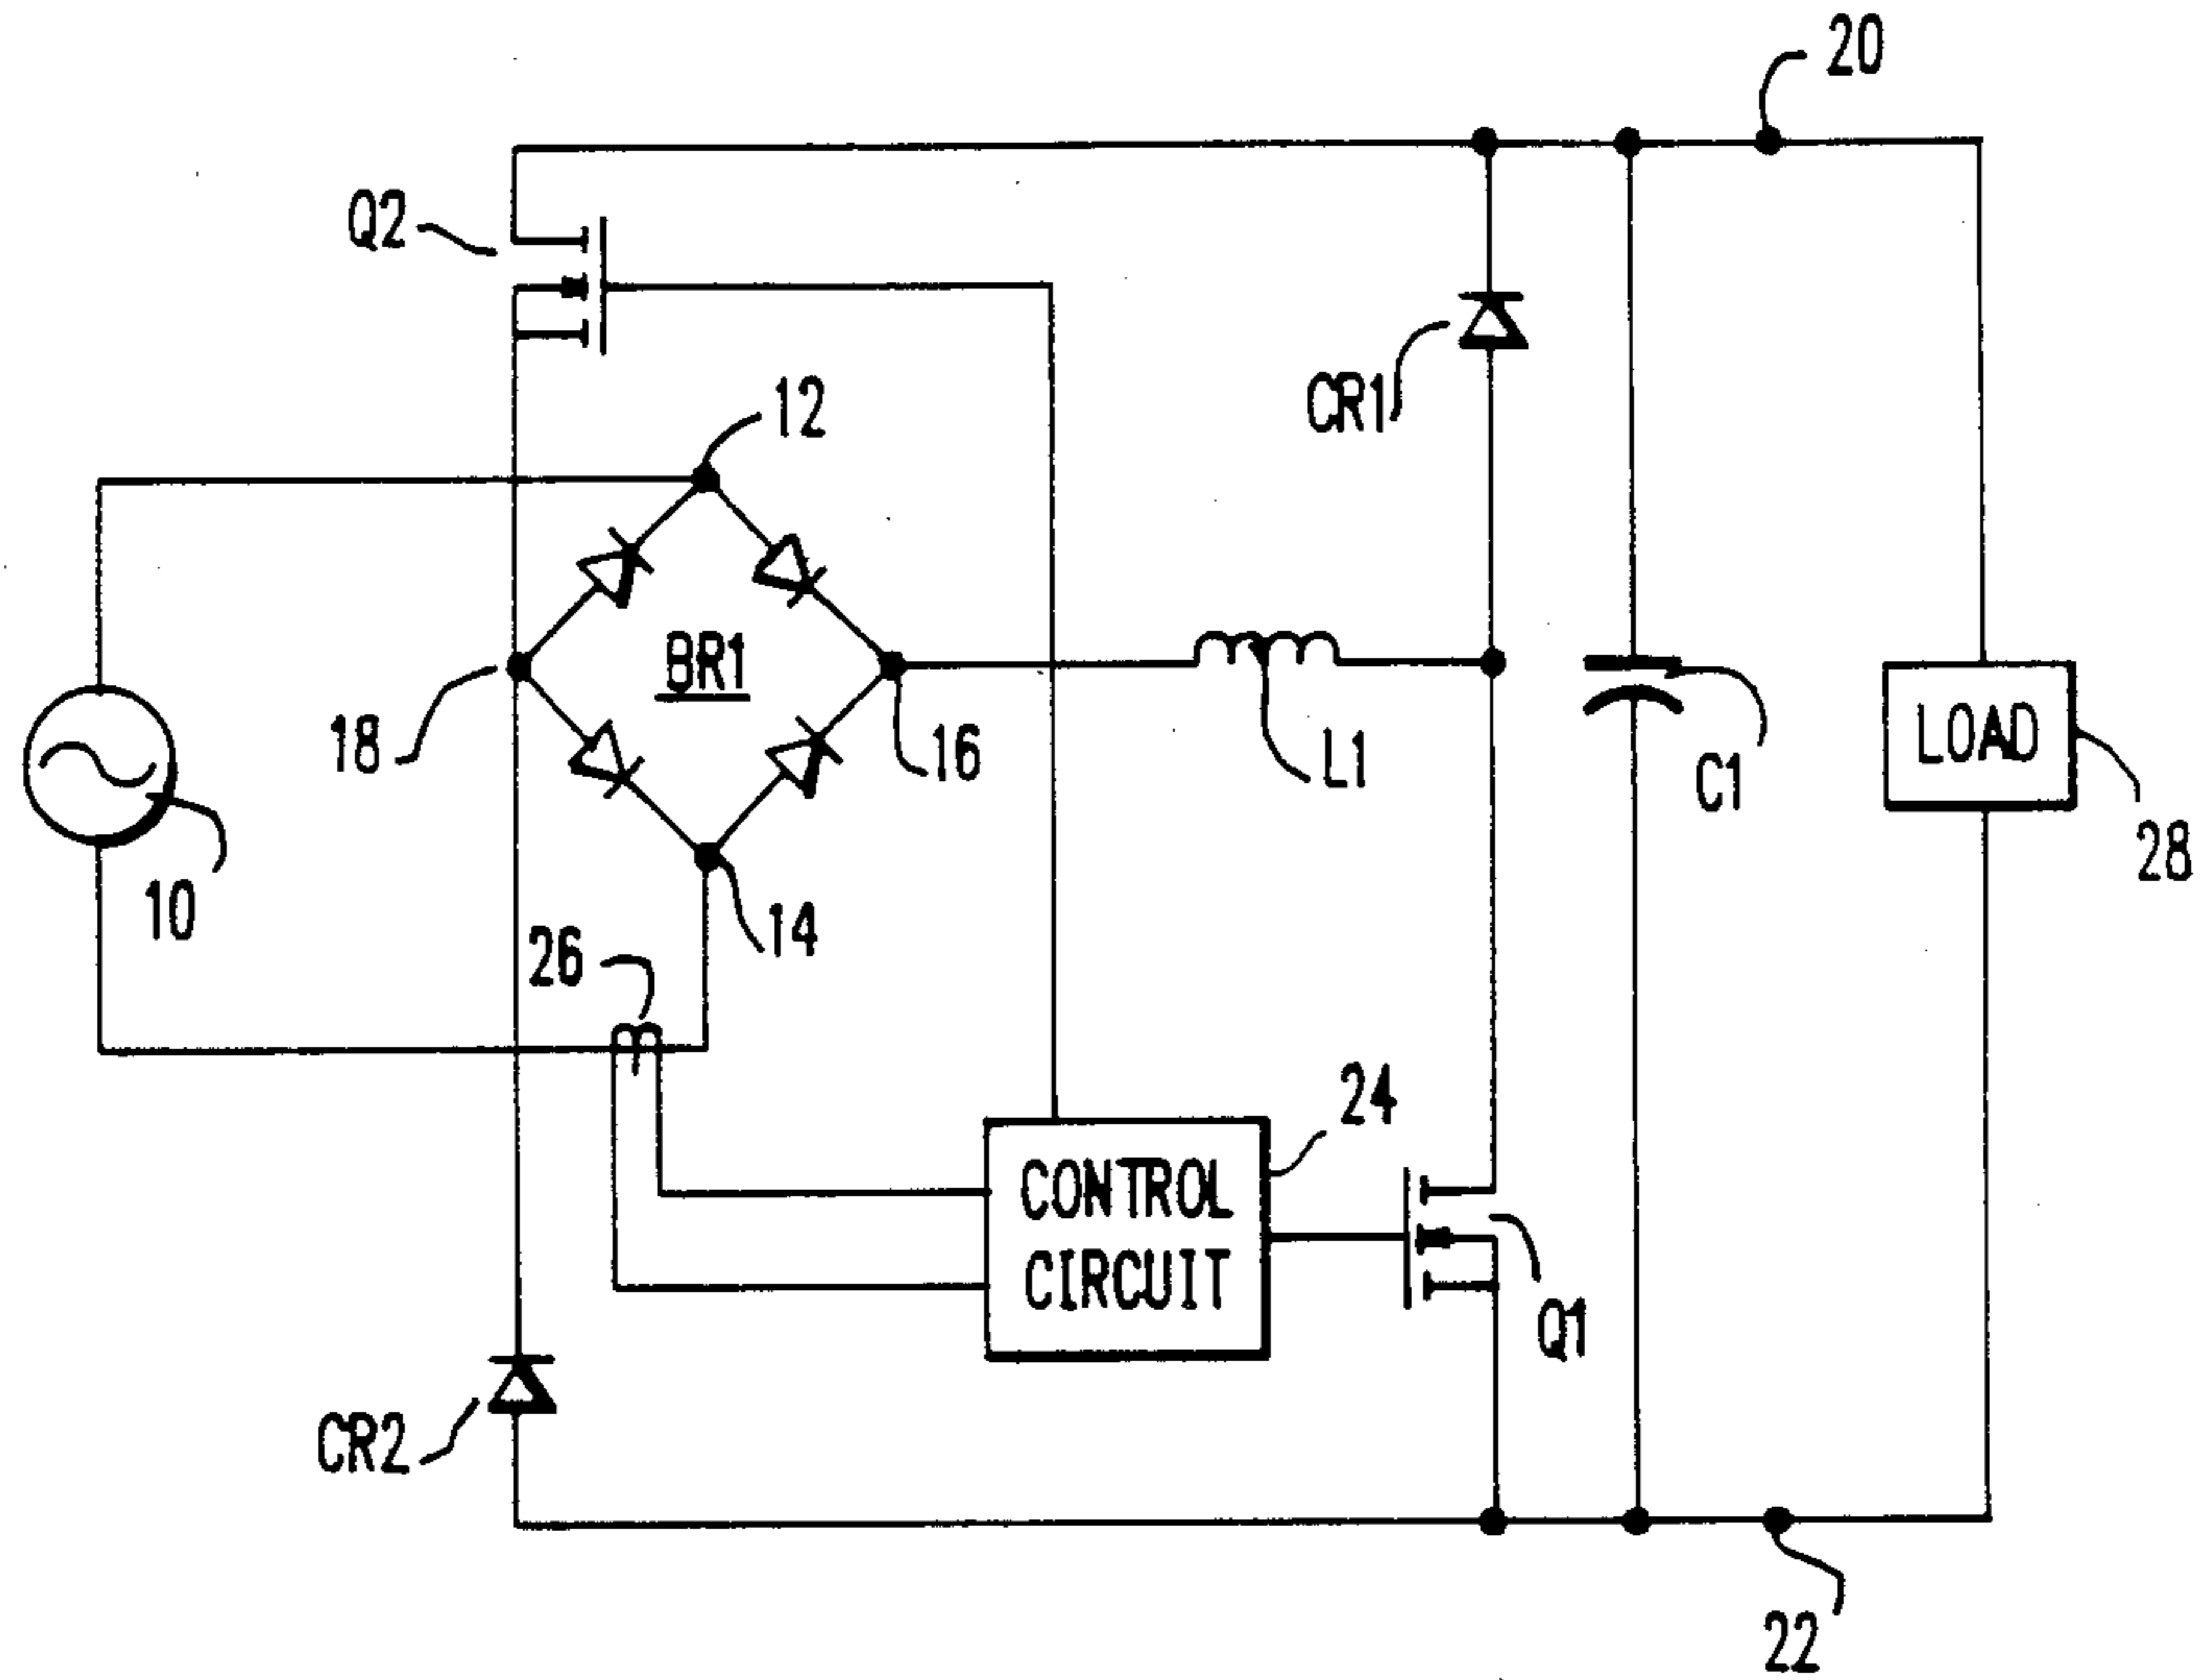 20
Q2
12
CR1
BR1
18
16
L1
C1
LOAD
10
28
14
26
24
CONTROL
CIRCUIT
Q1
CR2
22